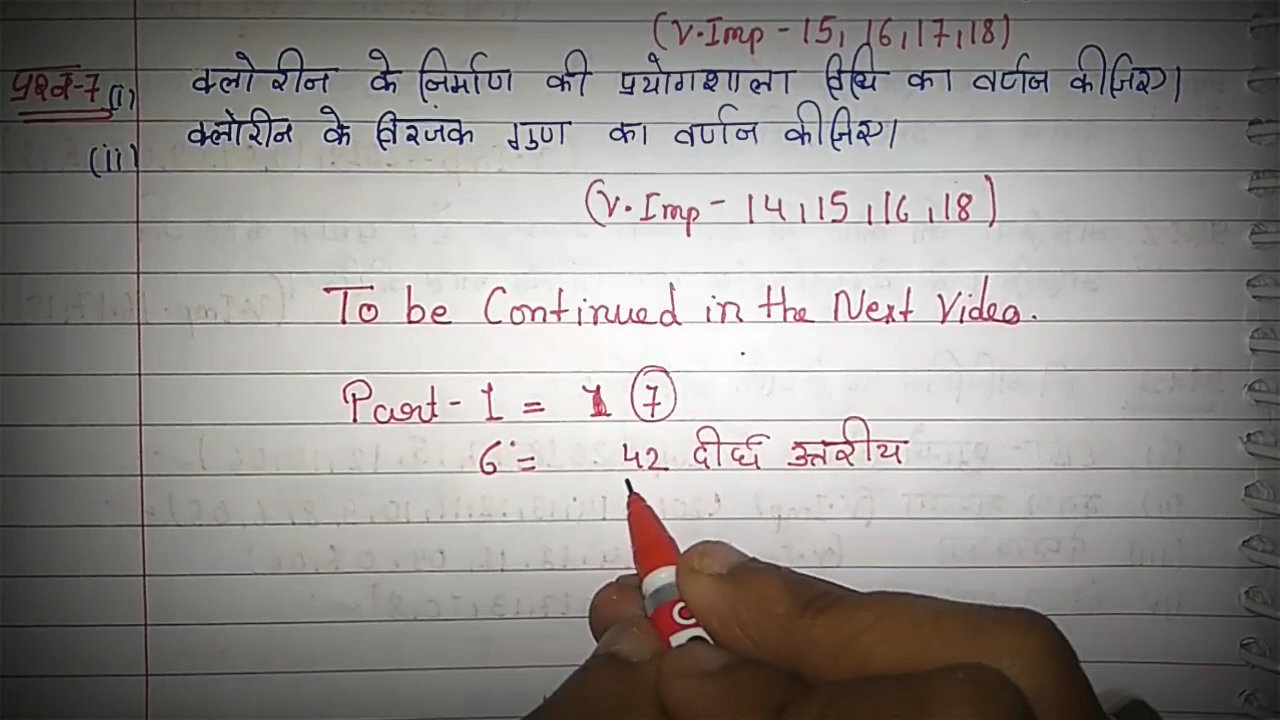 (V.Imp - 15, 16, 17, 18)
प्रश्न-7 (i) क्लोरीन के निर्माण की प्रयोगशाला विधि का वर्णन कीजिए।
(ii) क्लोरीन के विरंजक गुण का वर्णन कीजिए।
(V.Imp - 14, 15, 16, 18)
To be Continued in the Next Video.
Part-1 = 7
6 = 42 दीर्घ उत्तरीय